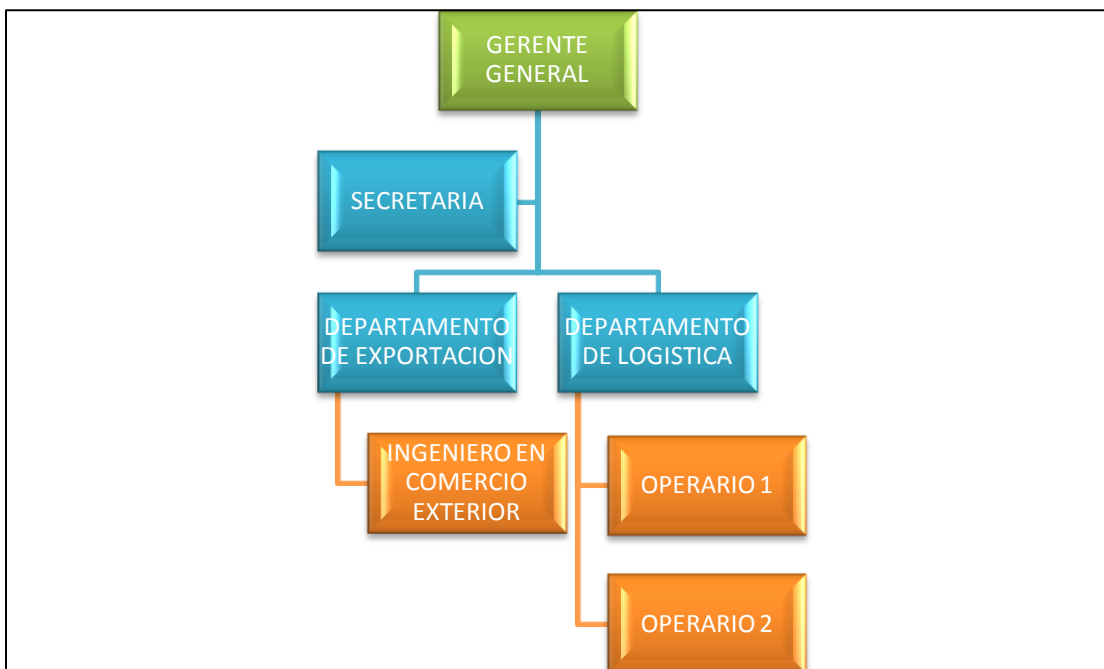 GERENTE
GENERAL
SECRETARIA
DEPARTAMENTO
DE EXPORTACION
DEPARTAMENTO
DE LOGISTICA
INGENIERO EN
COMERCIO
EXTERIOR
OPERARIO 1
OPERARIO 2